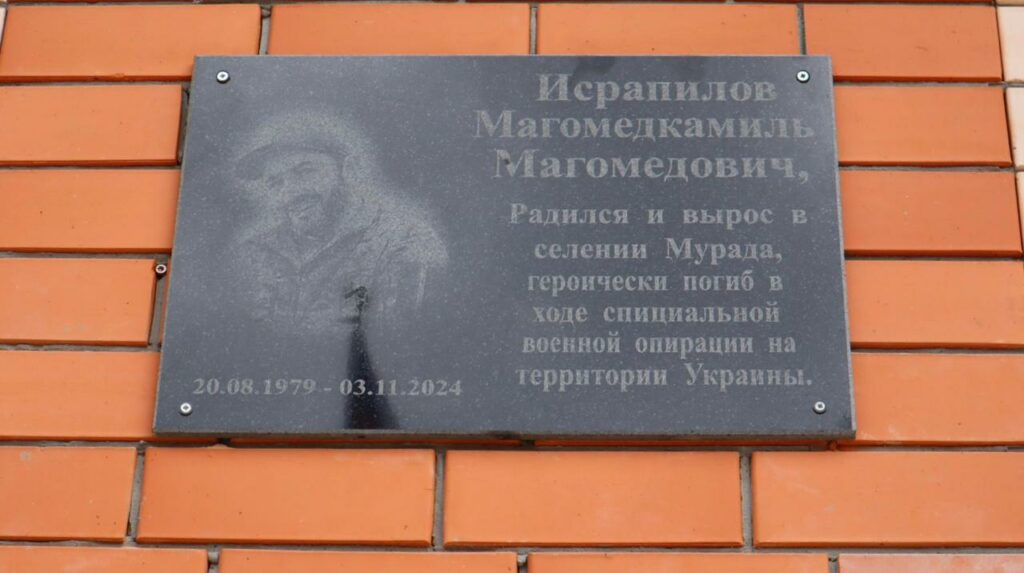 Исрапилов
Магомедкамиль
Магомедович,
Радился и вырос в
селении Мурада,
героически погиб в
ходе спициальной
военной опирации на
территории Украины.
20.08.1979 - 03.11.2024